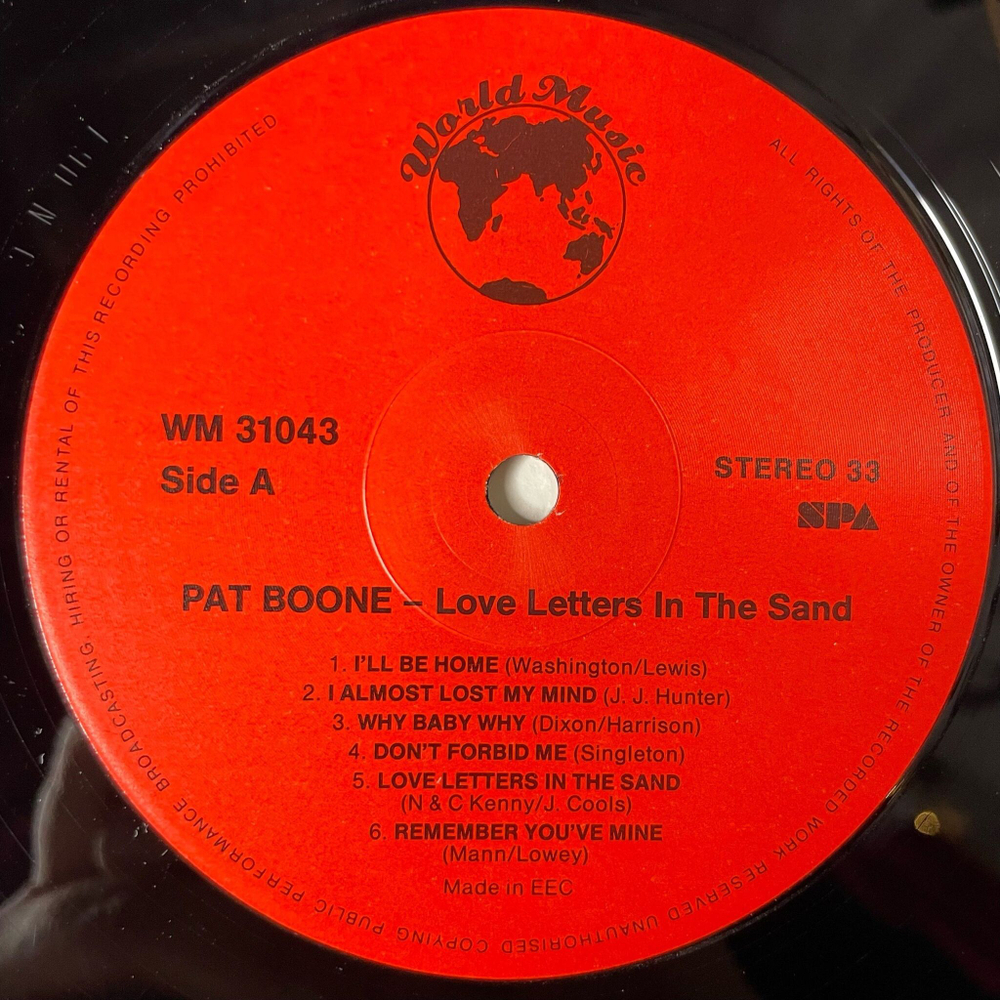 World Music
WM 31043
Side A
STEREO 33
SPA
PAT BOONE – Love Letters In The Sand
1. I'LL BE HOME (Washington/Lewis)
2. I ALMOST LOST MY MIND (J. J. Hunter)
3. WHY BABY WHY (Dixon/Harrison)
4. DON'T FORBID ME (Singleton)
5. LOVE LETTERS IN THE SAND
(N & C Kenny/J. Cools)
6. REMEMBER YOU'VE MINE
(Mann/Lowey)
Made in EEC
ALL RIGHTS OF THE PRODUCER AND OF THE OWNER OF THE RECORDED WORK RESERVED UNAUTHORISED COPYING PUBLIC PERFORMANCE BROADCASTING, HIRING OR RENTAL OF THIS RECORDING PROHIBITED